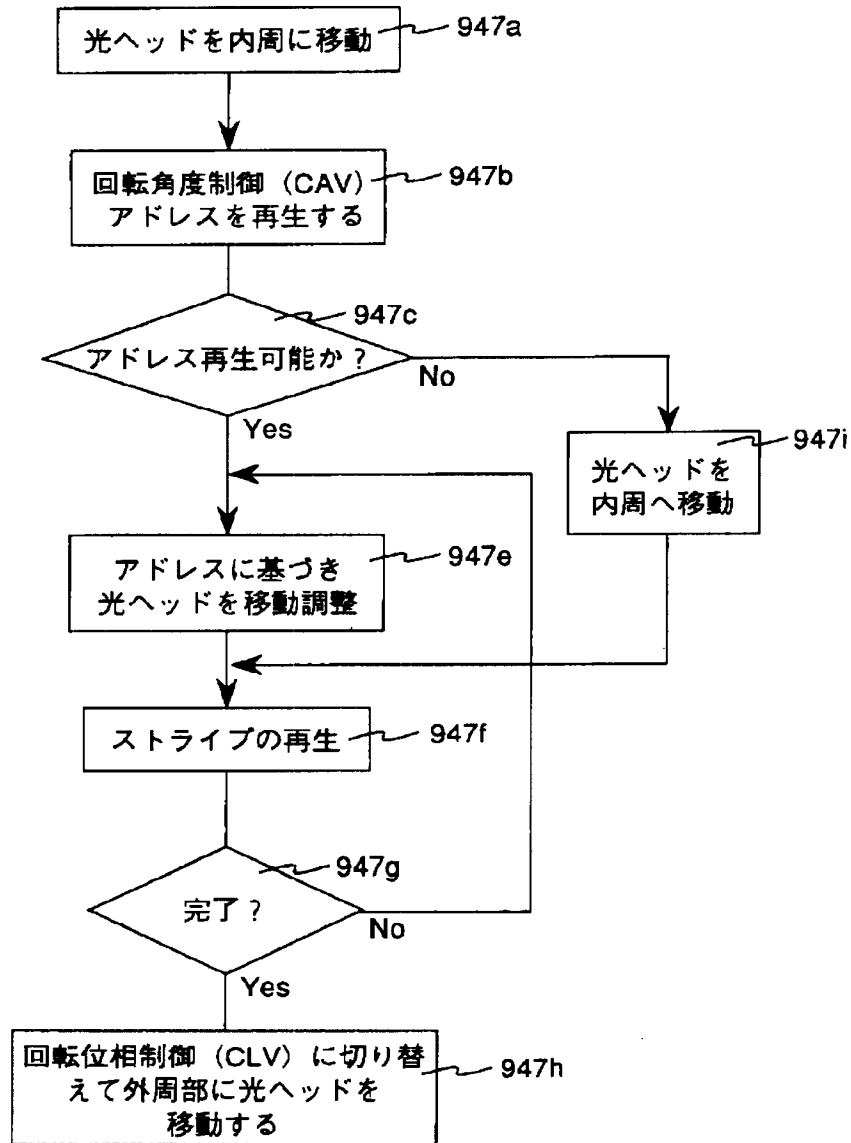 光ヘッドを内周に移動
947a
回転角度制御（CAV）
アドレスを再生する
947b
947c
アドレス再生可能か？
No
Yes
947i
光ヘッドを
内周へ移動
アドレスに基づき
光ヘッドを移動調整
947e
ストライプの再生
947f
947g
完了？
No
Yes
回転位相制御（CLV）に切り替
えて外周部に光ヘッドを
移動する
947h